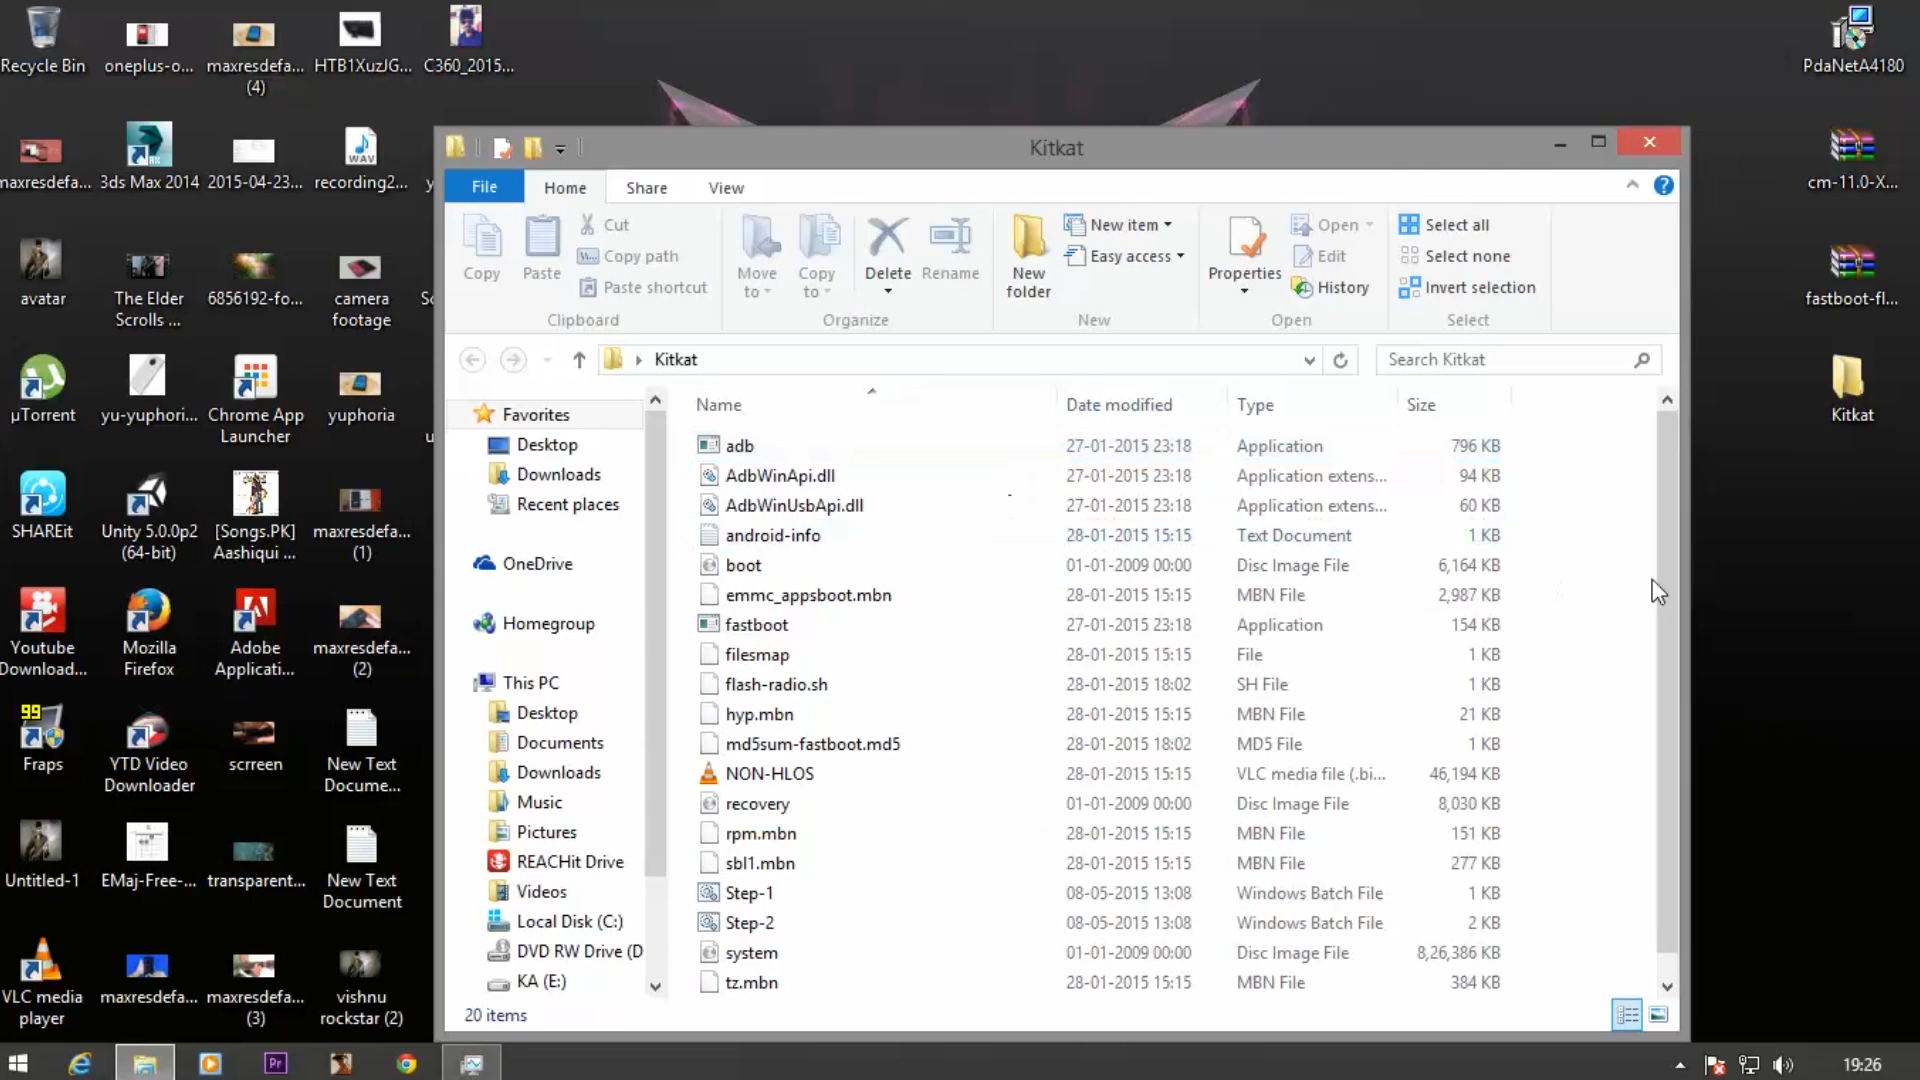 Recycle Bin
oneplus-o...
maxresdefa...
(4)
HTB1XuzJG...
C360_2015...
PdaNetA4180
maxresdefa...
3ds Max 2014
2015-04-23...
WAV
recording2...
y
cm-11.0-X...
avatar
The Elder
Scrolls ...
6856192-fo...
camera
footage
Sc
fastboot-fl...
µTorrent
yu-yuphori...
Chrome App
Launcher
yuphoria
u
Kitkat
SHAREit
Unity 5.0.0p2
(64-bit)
[Songs.PK]
Aashiqui ...
maxresdefa...
(1)
Youtube
Download...
Mozilla
Firefox
Adobe
Applicati...
maxresdefa...
(2)
99
Fraps
YTD Video
Downloader
scrreen
New Text
Docume...
Untitled-1
EMaj-Free-...
transparent...
New Text
Document
VLC media
player
maxresdefa...
maxresdefa...
(3)
vishnu
rockstar (2)
Kitkat
File Home Share View
Copy
Paste
Cut
Copy path
Paste shortcut
Clipboard
Move
to
Copy
to
Delete
Rename
Organize
New
folder
New item
Easy access
New
Properties
Open
Edit
History
Open
Select all
Select none
Invert selection
Select
Kitkat
Search Kitkat
Favorites
Desktop
Downloads
Recent places
OneDrive
Homegroup
This PC
Desktop
Documents
Downloads
Music
Pictures
REACHit Drive
Videos
Local Disk (C:)
DVD RW Drive (D
KA (E:)
Name Date modified Type Size
adb 27-01-2015 23:18 Application 796 KB
AdbWinApi.dll 27-01-2015 23:18 Application extens... 94 KB
AdbWinUsbApi.dll 27-01-2015 23:18 Application extens... 60 KB
android-info 28-01-2015 15:15 Text Document 1 KB
boot 01-01-2009 00:00 Disc Image File 6,164 KB
emmc_appsboot.mbn 28-01-2015 15:15 MBN File 2,987 KB
fastboot 27-01-2015 23:18 Application 154 KB
filesmap 28-01-2015 15:15 File 1 KB
flash-radio.sh 28-01-2015 18:02 SH File 1 KB
hyp.mbn 28-01-2015 15:15 MBN File 21 KB
md5sum-fastboot.md5 28-01-2015 18:02 MD5 File 1 KB
NON-HLOS 28-01-2015 15:15 VLC media file (.bi... 46,194 KB
recovery 01-01-2009 00:00 Disc Image File 8,030 KB
rpm.mbn 28-01-2015 15:15 MBN File 151 KB
sbl1.mbn 28-01-2015 15:15 MBN File 277 KB
Step-1 08-05-2015 13:08 Windows Batch File 1 KB
Step-2 08-05-2015 13:08 Windows Batch File 2 KB
system 01-01-2009 00:00 Disc Image File 8,26,386 KB
tz.mbn 28-01-2015 15:15 MBN File 384 KB
20 items
Pr
19:26